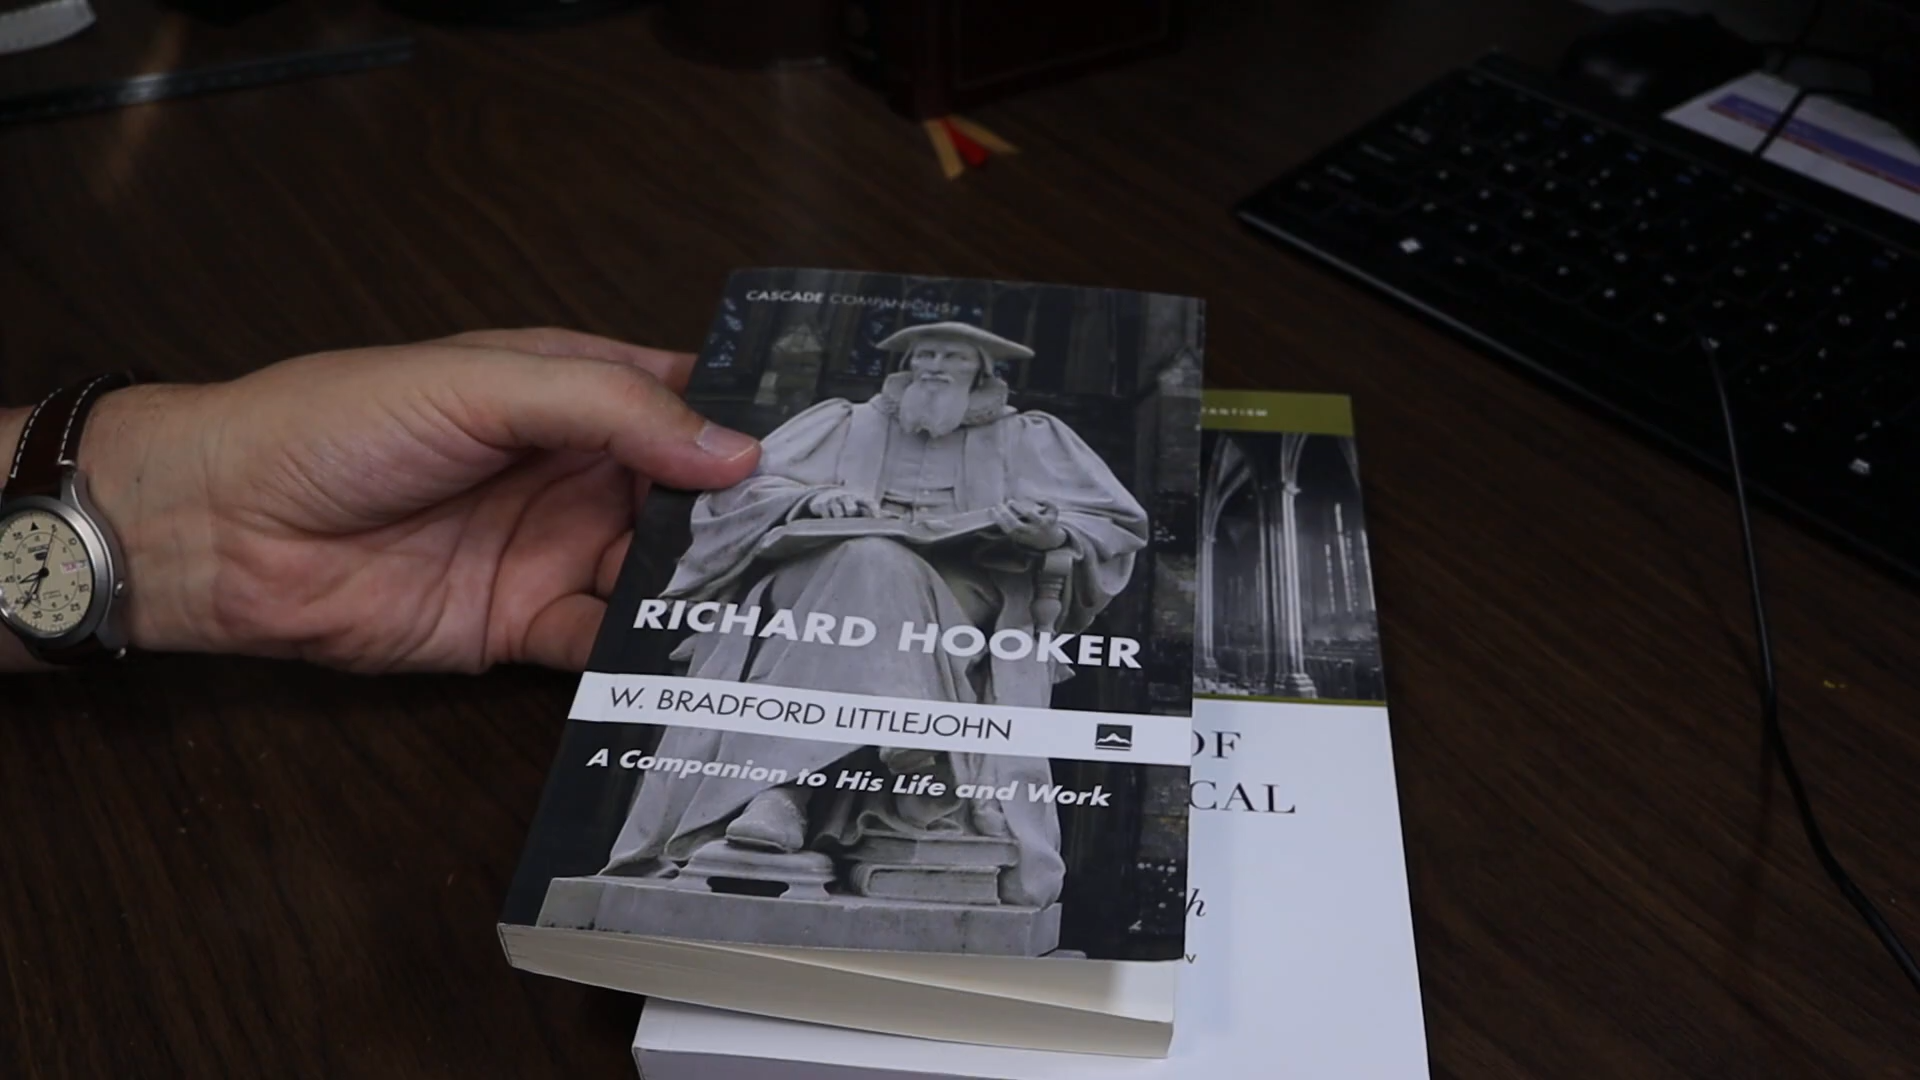 CASCADE COMPANIONS
RICHARD HOOKER
W. BRADFORD LITTLEJOHN
A Companion to His Life and Work
OF
CAL
h
v